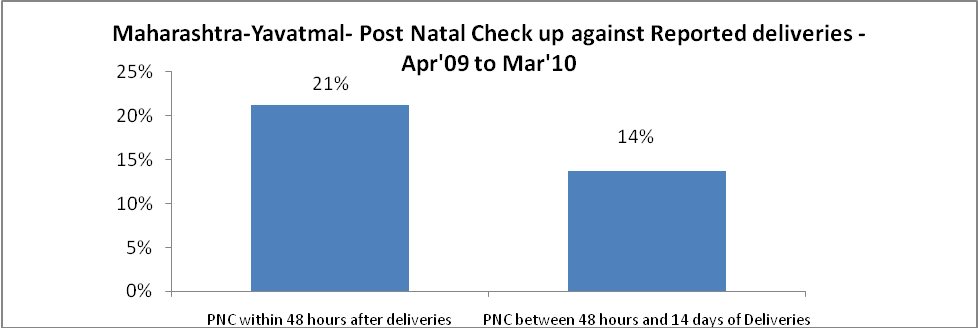 Maharashtra-Yavatmal- Post Natal Check up against Reported deliveries -
Apr'09 to Mar'10
25%
20%
15%
10%
5%
0%
21%
14%
PNC within 48 hours after deliveries
PNC between 48 hours and 14 days of Deliveries